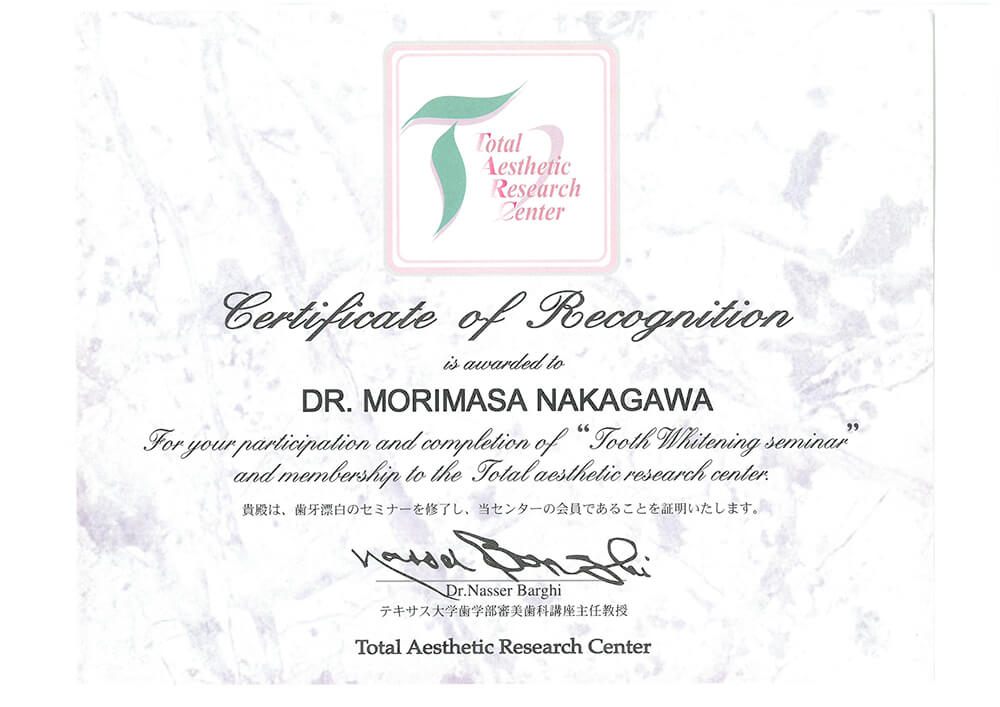 Total
Aesthetic
Research
Center
Certificate of Recognition
is awarded to
DR. MORIMASA NAKAGAWA
For your participation and completion of “Tooth Whitening seminar”
and membership to the Total aesthetic research center.
貴殿は、歯牙漂白のセミナーを修了し、当センターの会員であることを証明いたします。
Nasser Barghi
Dr.Nasser Barghi
テキサス大学歯学部審美歯科講座主任教授
Total Aesthetic Research Center